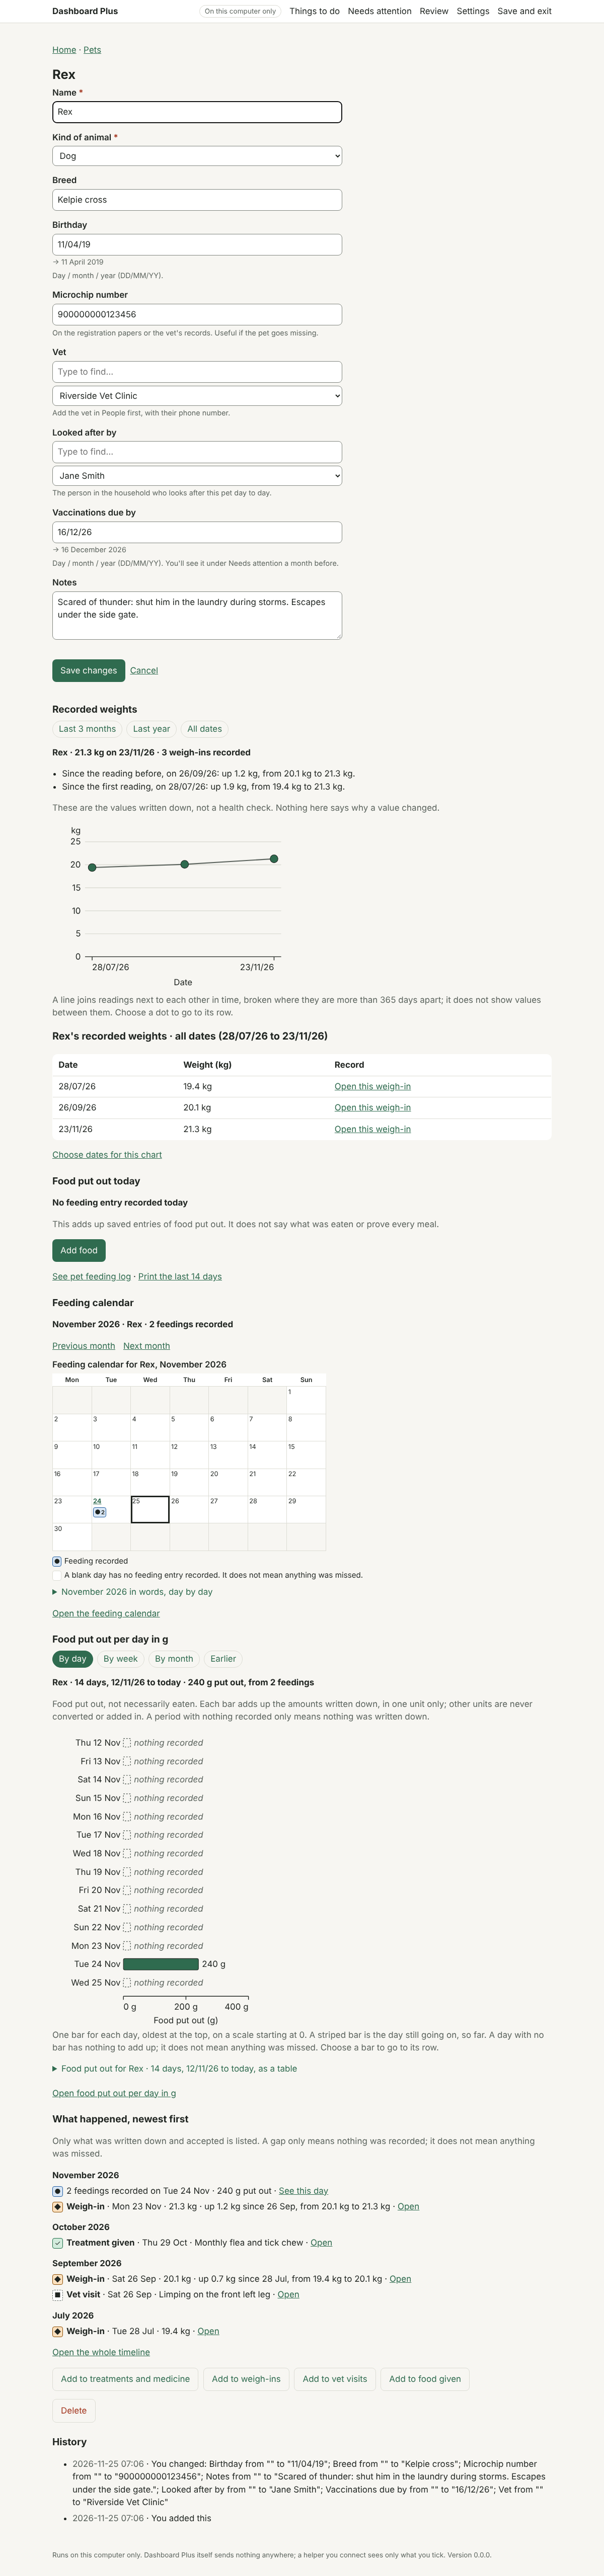 Dashboard Plus
On this computer only
Things to do
Needs attention
Review
Settings
Save and exit
Home · Pets
Rex
Name *
Rex
Kind of animal *
Dog
Breed
Kelpie cross
Birthday
11/04/19
→ 11 April 2019
Day / month / year (DD/MM/YY).
Microchip number
900000000123456
On the registration papers or the vet's records. Useful if the pet goes missing.
Vet
Type to find...
Riverside Vet Clinic
Add the vet in People first, with their phone number.
Looked after by
Type to find...
Jane Smith
The person in the household who looks after this pet day to day.
Vaccinations due by
16/12/26
→ 16 December 2026
Day / month / year (DD/MM/YY). You'll see it under Needs attention a month before.
Notes
Scared of thunder: shut him in the laundry during storms. Escapes
under the side gate.
Save changes
Cancel
Recorded weights
Last 3 months
Last year
All dates
Rex · 21.3 kg on 23/11/26 · 3 weigh-ins recorded
• Since the reading before, on 26/09/26: up 1.2 kg, from 20.1 kg to 21.3 kg.
• Since the first reading, on 28/07/26: up 1.9 kg, from 19.4 kg to 21.3 kg.
These are the values written down, not a health check. Nothing here says why a value changed.
kg
25
20
15
10
5
0
28/07/26
23/11/26
Date
A line joins readings next to each other in time, broken where they are more than 365 days apart; it does not show values
between them. Choose a dot to go to its row.
Rex's recorded weights · all dates (28/07/26 to 23/11/26)
Date Weight (kg) Record
28/07/26 19.4 kg Open this weigh-in
26/09/26 20.1 kg Open this weigh-in
23/11/26 21.3 kg Open this weigh-in
Choose dates for this chart
Food put out today
No feeding entry recorded today
This adds up saved entries of food put out. It does not say what was eaten or prove every meal.
Add food
See pet feeding log · Print the last 14 days
Feeding calendar
November 2026 · Rex · 2 feedings recorded
Previous month Next month
Feeding calendar for Rex, November 2026
Mon Tue Wed Thu Fri Sat Sun
1
2 3 4 5 6 7 8
9 10 11 12 13 14 15
16 17 18 19 20 21 22
23 24 25 26 27 28 29
2
30
Feeding recorded
A blank day has no feeding entry recorded. It does not mean anything was missed.
November 2026 in words, day by day
Open the feeding calendar
Food put out per day in g
By day
By week
By month
Earlier
Rex · 14 days, 12/11/26 to today · 240 g put out, from 2 feedings
Food put out, not necessarily eaten. Each bar adds up the amounts written down, in one unit only; other units are never
converted or added in. A period with nothing recorded only means nothing was written down.
Thu 12 Nov nothing recorded
Fri 13 Nov nothing recorded
Sat 14 Nov nothing recorded
Sun 15 Nov nothing recorded
Mon 16 Nov nothing recorded
Tue 17 Nov nothing recorded
Wed 18 Nov nothing recorded
Thu 19 Nov nothing recorded
Fri 20 Nov nothing recorded
Sat 21 Nov nothing recorded
Sun 22 Nov nothing recorded
Mon 23 Nov nothing recorded
Tue 24 Nov 240 g
Wed 25 Nov nothing recorded
0 g 200 g 400 g
Food put out (g)
One bar for each day, oldest at the top, on a scale starting at 0. A striped bar is the day still going on, so far. A day with no
bar has nothing to add up; it does not mean anything was missed. Choose a bar to go to its row.
Food put out for Rex · 14 days, 12/11/26 to today, as a table
Open food put out per day in g
What happened, newest first
Only what was written down and accepted is listed. A gap only means nothing was recorded; it does not mean anything
was missed.
November 2026
2 feedings recorded on Tue 24 Nov · 240 g put out · See this day
Weigh-in · Mon 23 Nov · 21.3 kg · up 1.2 kg since 26 Sep, from 20.1 kg to 21.3 kg · Open
October 2026
Treatment given · Thu 29 Oct · Monthly flea and tick chew · Open
September 2026
Weigh-in · Sat 26 Sep · 20.1 kg · up 0.7 kg since 28 Jul, from 19.4 kg to 20.1 kg · Open
Vet visit · Sat 26 Sep · Limping on the front left leg · Open
July 2026
Weigh-in · Tue 28 Jul · 19.4 kg · Open
Open the whole timeline
Add to treatments and medicine
Add to weigh-ins
Add to vet visits
Add to food given
Delete
History
• 2026-11-25 07:06 · You changed: Birthday from "" to "11/04/19"; Breed from "" to "Kelpie cross"; Microchip number
from "" to "900000000123456"; Notes from "" to "Scared of thunder: shut him in the laundry during storms. Escapes
under the side gate."; Looked after by from "" to "Jane Smith"; Vaccinations due by from "" to "16/12/26"; Vet from ""
to "Riverside Vet Clinic"
• 2026-11-25 07:06 · You added this
Runs on this computer only. Dashboard Plus itself sends nothing anywhere; a helper you connect sees only what you tick. Version 0.0.0.